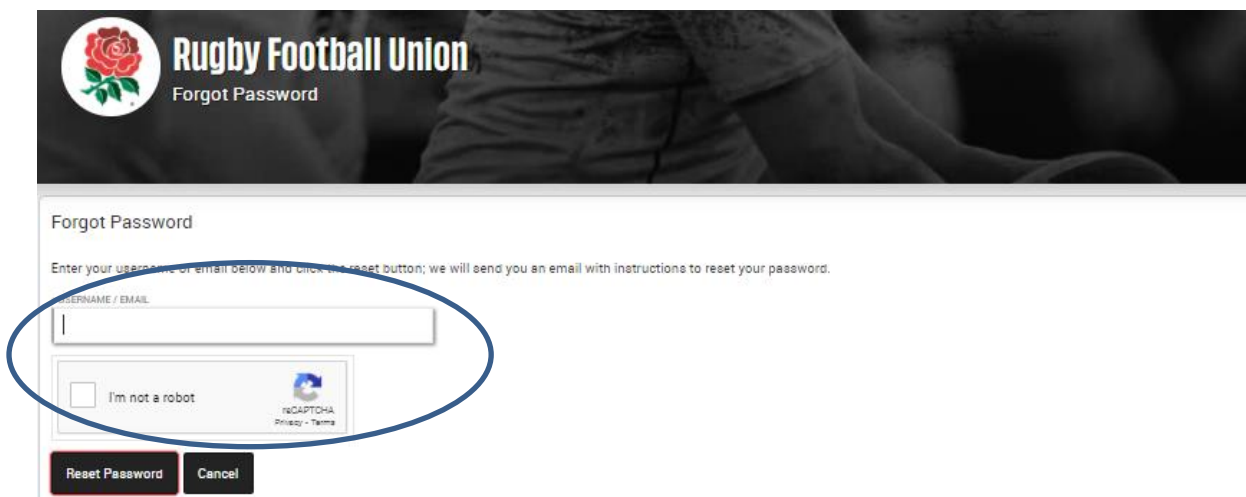 Rugby Football Union
Forgot Password
Forgot Password
Enter your username or email below and click the reset button; we will send you an email with instructions to reset your password.
USERNAME / EMAIL
I'm not a robot
reCAPTCHA
Privacy - Terms
Reset Password Cancel